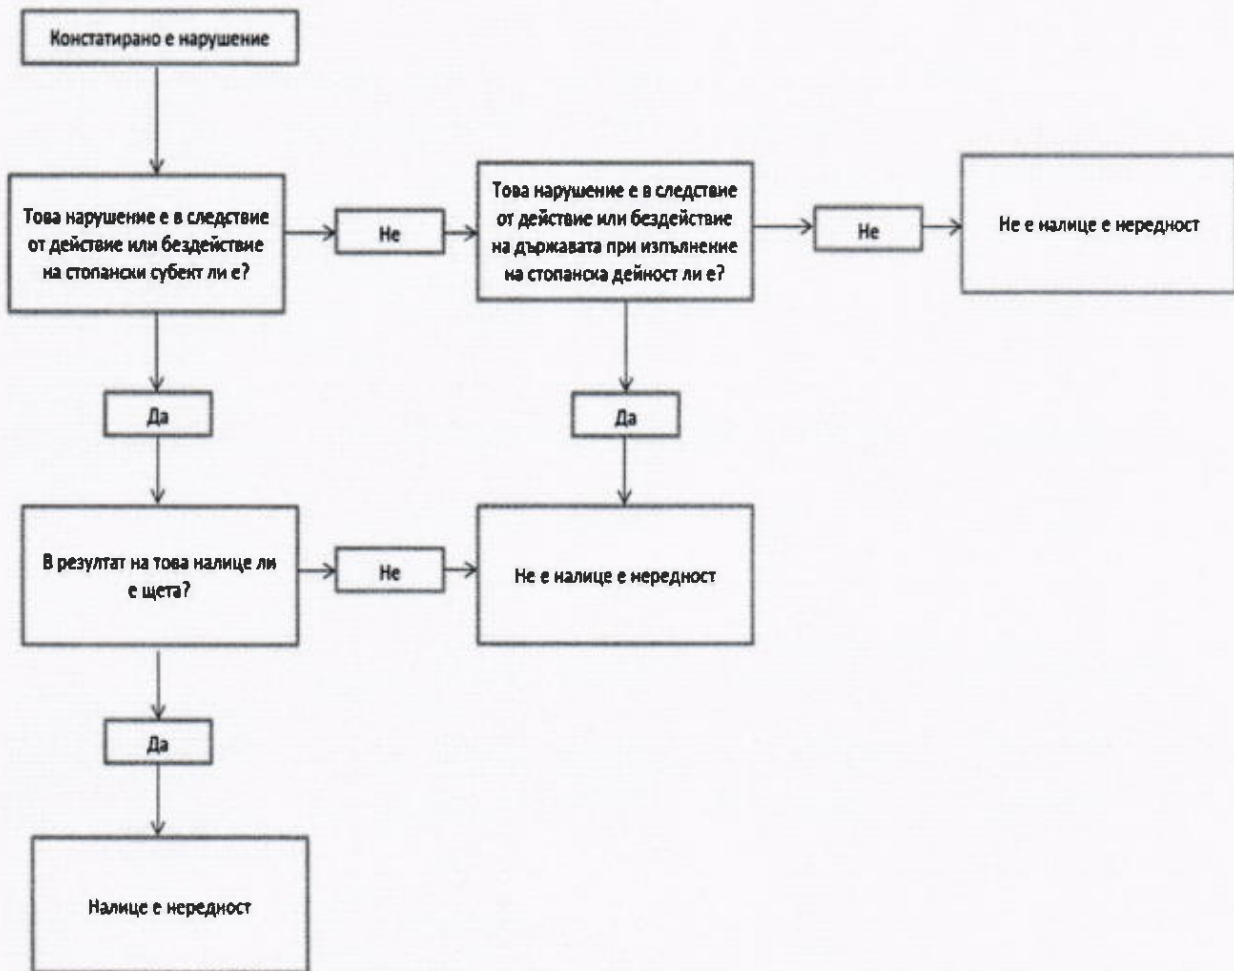 Констатирано е нарушение
Това нарушение е в следствие
от действие или бездействие
на стопански субект ли е?
Не
Това нарушение е в следствие
от действие или бездействие
на държавата при изпълнение
на стопанска дейност ли е?
Не
Не е налице е нередност
Да
Да
В резултат на това налице ли
е щета?
Не
Не е налице е нередност
Да
Налице е нередност